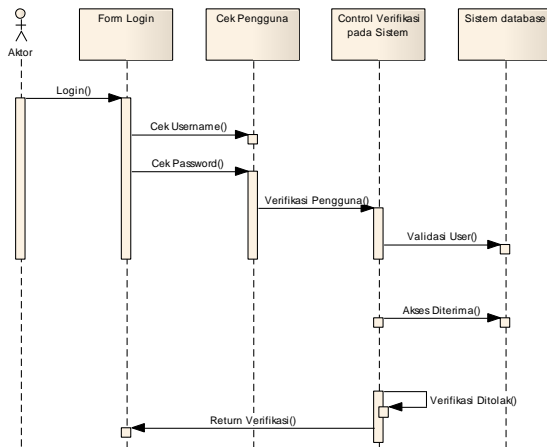 Aktor
Form Login
Cek Pengguna
Control Verifikasi
pada Sistem
Sistem database
Login()
Cek Username()
Cek Password()
Verifikasi Pengguna()
Validasi User()
Akses Diterima()
Verifikasi Ditolak()
Return Verifikasi()